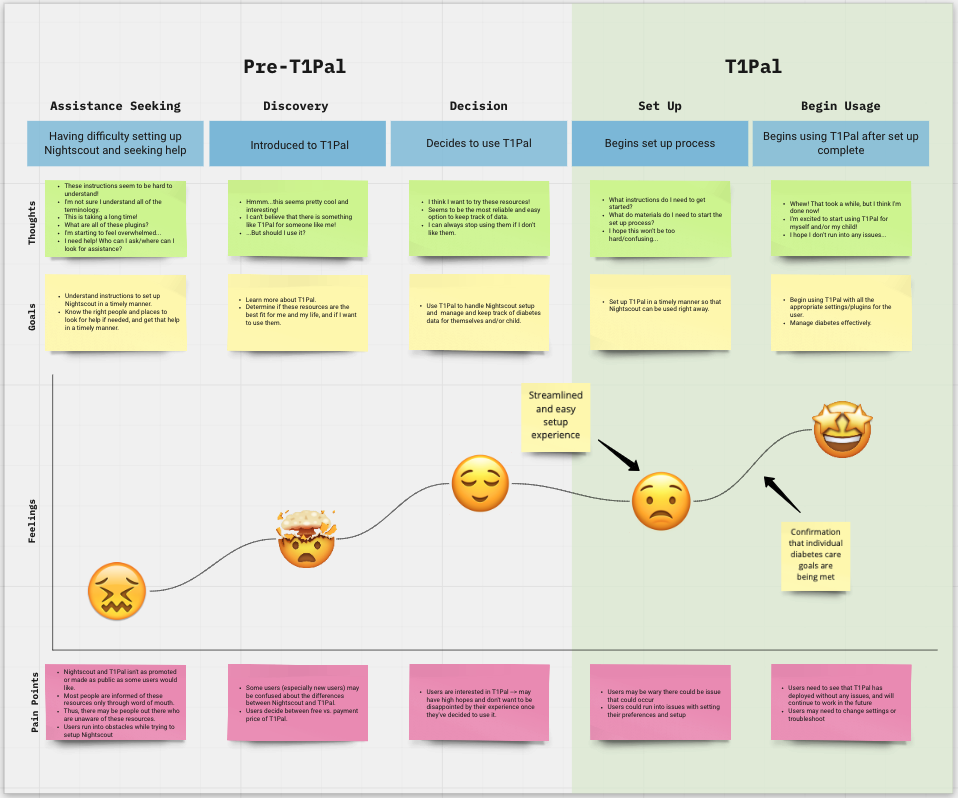 Pre-T1Pal
T1Pal
Assistance Seeking
Discovery
Decision
Set Up
Begin Usage
Having difficulty setting up
Nightscout and seeking help
Introduced to T1Pal
Decides to use T1Pal
Begins set up process
Begins using T1Pal after set up
complete
Thoughts
• These instructions seem to be hard to
understand!
• I'm not sure I understand all of the
terminology.
• This is taking a long time!
• What are all of these plugins?
• I'm starting to feel overwhelmed...
• I need help! Who can I ask/where can I
look for assistance?
• Hmmm...this seems pretty cool and
interesting!
• I can't believe that there is something
like T1Pal for someone like me!
• ...But should I use it?
• I think I want to try these resources!
• Seems to be the most reliable and easy
option to keep track of data.
• I can always stop using them if I don't
like them.
• What instructions do I need to get
started?
• What do materials do I need to start the
set up process?
• I hope this won't be too
hard/confusing...
• Whew! That took a while, but I think I'm
done now!
• I'm excited to start using T1Pal for
myself and/or my child!
• I hope I don't run into any issues...
Goals
• Understand instructions to set up
Nightscout in a timely manner.
• Know the right people and places to
look for help if needed, and get that help
in a timely manner.
• Learn more about T1Pal.
• Determine if these resources are the
best fit for me and my life, and if I want
to use them.
• Use T1Pal to handle Nightscout setup
and manage and keep track of diabetes
data for themselves and/or child.
• Set up T1Pal in a timely manner so that
Nightscout can be used right away.
• Begin using T1Pal with all the
appropriate settings/plugins for the
user.
• Manage diabetes effectively.
Feelings
Streamlined
and easy
setup
experience
Confirmation
that individual
diabetes care
goals are
being met
Pain Points
• Nightscout and T1Pal isn't as promoted
or made as public as some users would
like.
• Most people are informed of these
resources only through word of mouth.
• Thus, there may be people out there who
are unaware of these resources.
• Users run into obstacles while trying to
setup Nightscout
• Some users (especially new users) may
be confused about the differences
between Nightscout and T1Pal.
• Users decide between free vs. payment
price of T1Pal.
• Users are interested in T1Pal --> may
have high hopes and don't want to be
disappointed by their experience once
they've decided to use it.
• Users may be wary there could be issue
that could occur
• Users could run into issues with setting
their preferences and setup
• Users need to see that T1Pal has
deployed without any issues, and will
continue to work in the future
• Users may need to change settings or
troubleshoot